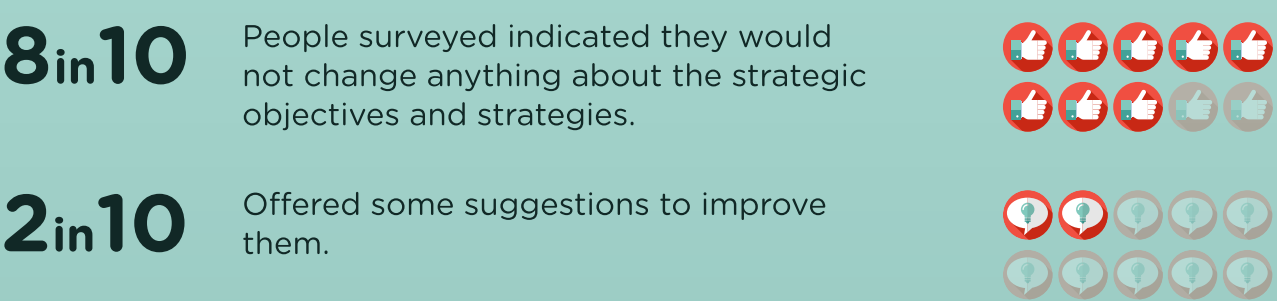 8in10
People surveyed indicated they would
not change anything about the strategic
objectives and strategies.
2in10
Offered some suggestions to improve
them.